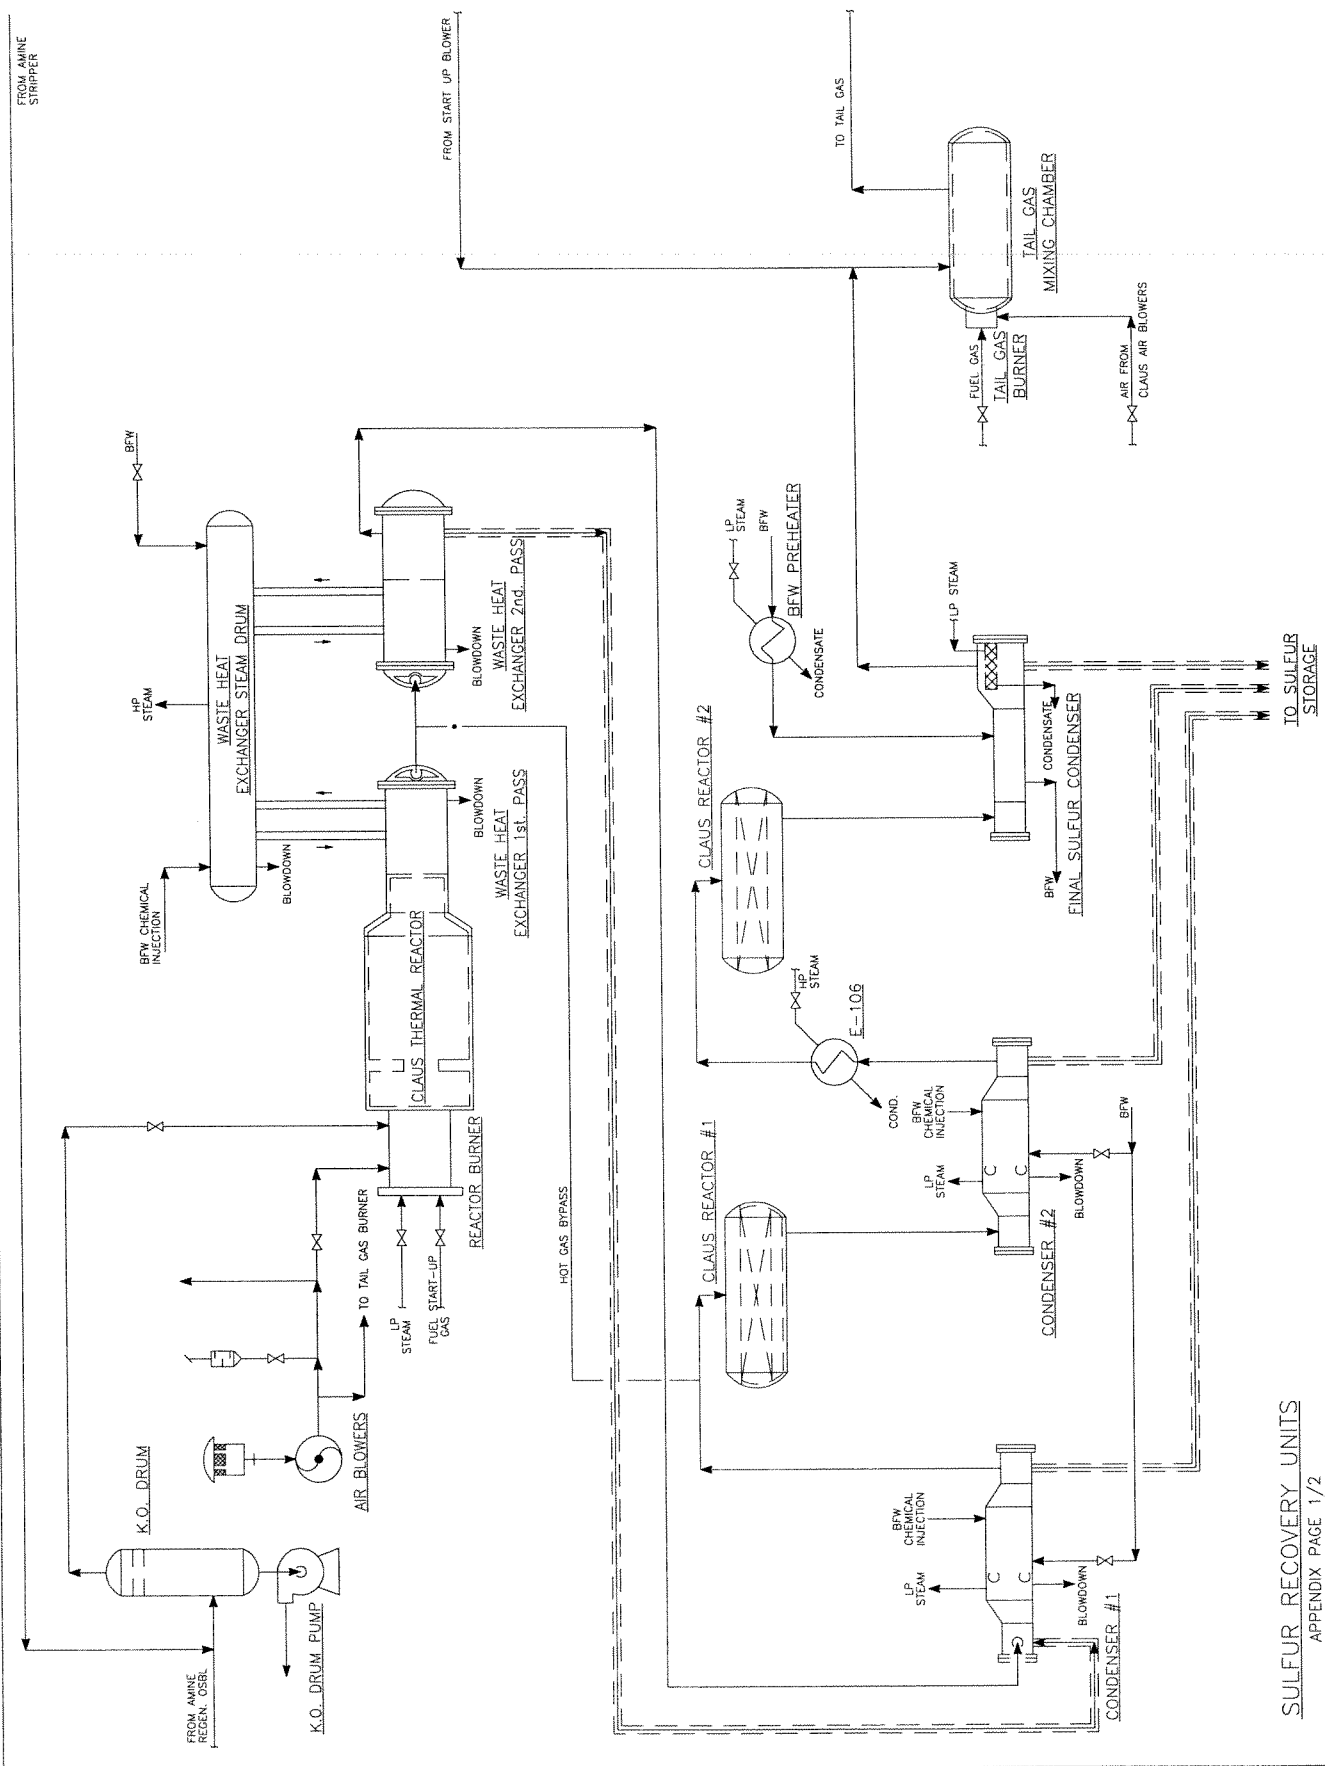 FROM AMINE
STRIPPER
FROM START UP BLOWER
TO TAIL GAS
TAIL GAS
MIXING CHAMBER
FUEL GAS
TAIL GAS
BURNER
AIR FROM
CLAUS AIR BLOWERS
BFW
HP
STEAM
WASTE HEAT
EXCHANGER STEAM DRUM
BFW CHEMICAL
INJECTION
BLOWDOWN
BLOWDOWN
WASTE HEAT
EXCHANGER 2nd. PASS
BLOWDOWN
WASTE HEAT
EXCHANGER 1st. PASS
CLAUS THERMAL REACTOR
REACTOR BURNER
K.O. DRUM
AIR BLOWERS
TO TAIL GAS BURNER
LP
STEAM
FUEL START-UP
GAS
FROM AMINE
REGEN. OSBL
K.O. DRUM PUMP
HOT GAS BYPASS
LP
STEAM
BFW
BFW PREHEATER
CONDENSATE
CLAUS REACTOR #2
LP STEAM
CONDENSATE
BFW
FINAL SULFUR CONDENSER
TO SULFUR
STORAGE
HP
STEAM
E-106
COND.
CLAUS REACTOR #1
BFW
CHEMICAL
INJECTION
LP
STEAM
C C
BLOWDOWN
BFW
CONDENSER #2
BFW
CHEMICAL
INJECTION
LP
STEAM
C C
BLOWDOWN
CONDENSER #1
SULFUR RECOVERY UNITS
APPENDIX PAGE 1/2